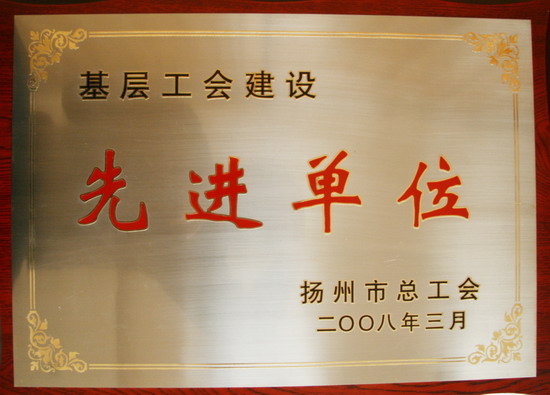 基层工会建设
先进单位
扬州市总工会
二〇〇八年三月